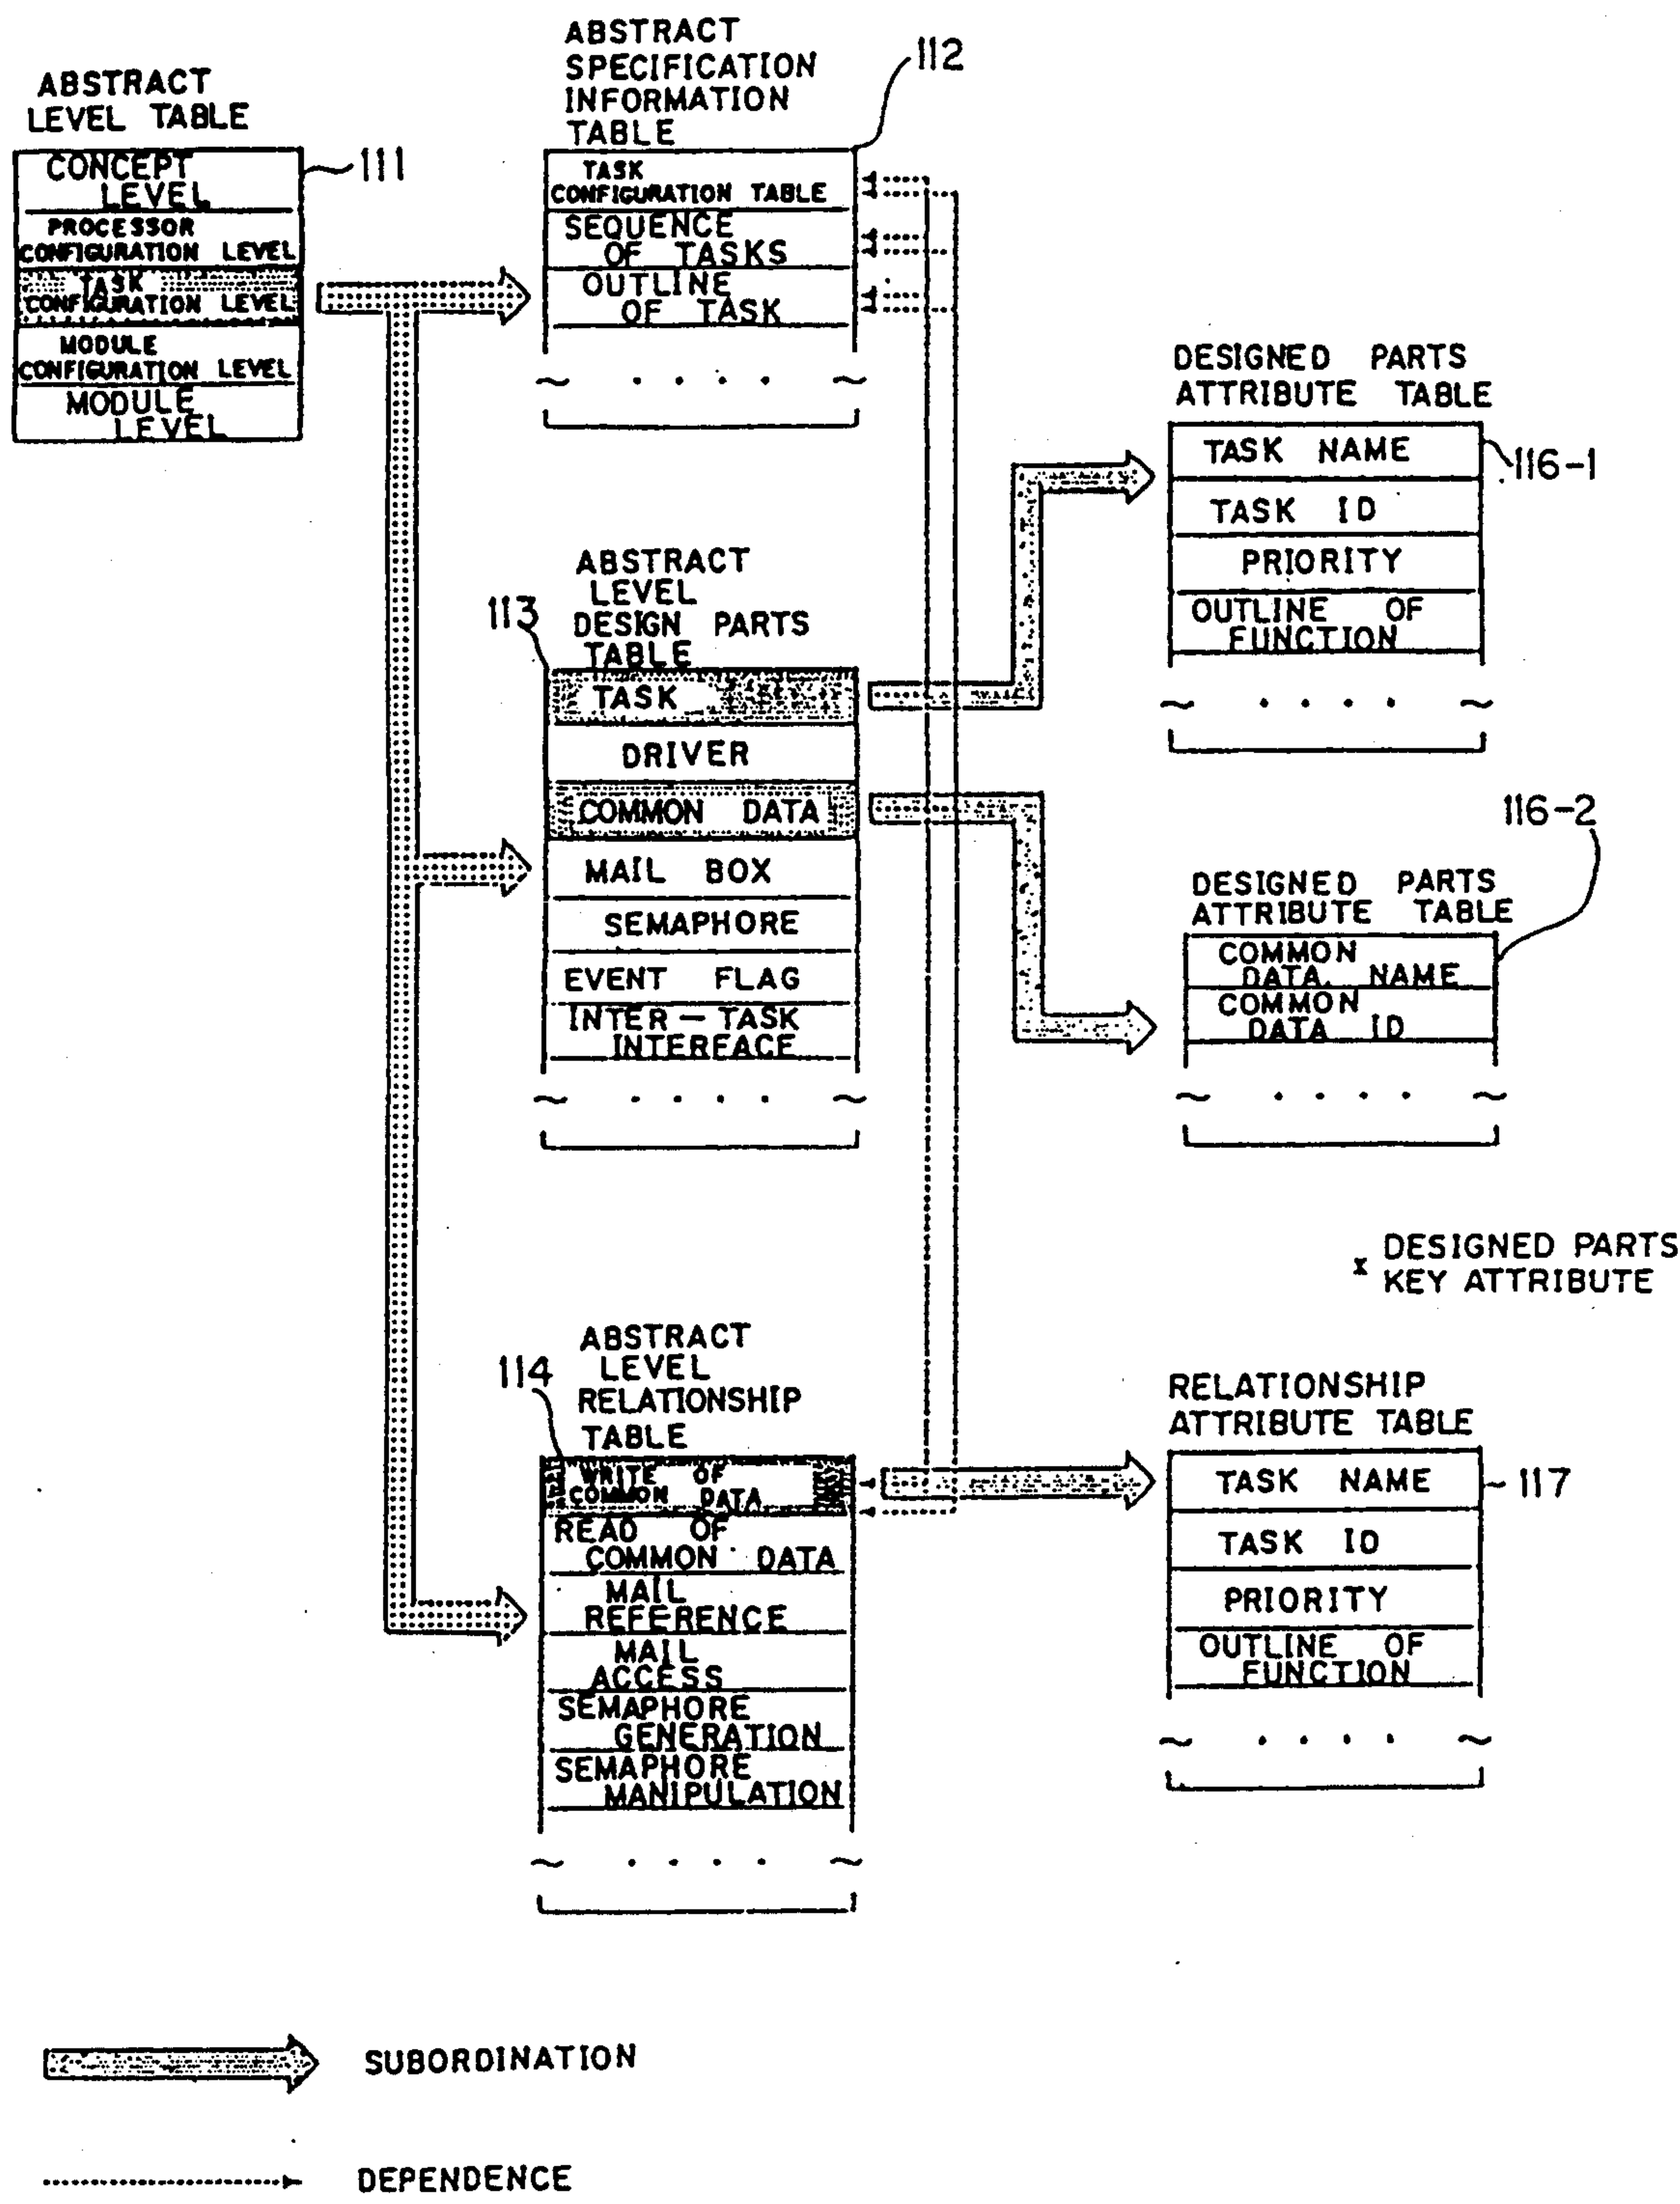 ABSTRACT
LEVEL TABLE
111
CONCEPT
LEVEL
PROCESSOR
CONFIGURATION LEVEL
TASK
CONFIGURATION LEVEL
MODULE
CONFIGURATION LEVEL
MODULE
LEVEL
ABSTRACT
SPECIFICATION
INFORMATION
TABLE
112
TASK
CONFIGURATION TABLE
SEQUENCE
OF TASKS
OUTLINE
OF TASK
ABSTRACT
LEVEL
DESIGN PARTS
TABLE
113
TASK
DRIVER
COMMON DATA
MAIL BOX
SEMAPHORE
EVENT FLAG
INTER-TASK
INTERFACE
ABSTRACT
LEVEL
RELATIONSHIP
TABLE
114
WRITE OF
COMMON DATA
READ OF
COMMON DATA
MAIL
REFERENCE
MAIL
ACCESS
SEMAPHORE
GENERATION
SEMAPHORE
MANIPULATION
DESIGNED PARTS
ATTRIBUTE TABLE
116-1
TASK NAME
TASK ID
PRIORITY
OUTLINE OF
FUNCTION
116-2
DESIGNED PARTS
ATTRIBUTE TABLE
COMMON
DATA NAME
COMMON
DATA ID
x DESIGNED PARTS
KEY ATTRIBUTE
RELATIONSHIP
ATTRIBUTE TABLE
117
TASK NAME
TASK ID
PRIORITY
OUTLINE OF
FUNCTION
SUBORDINATION
DEPENDENCE